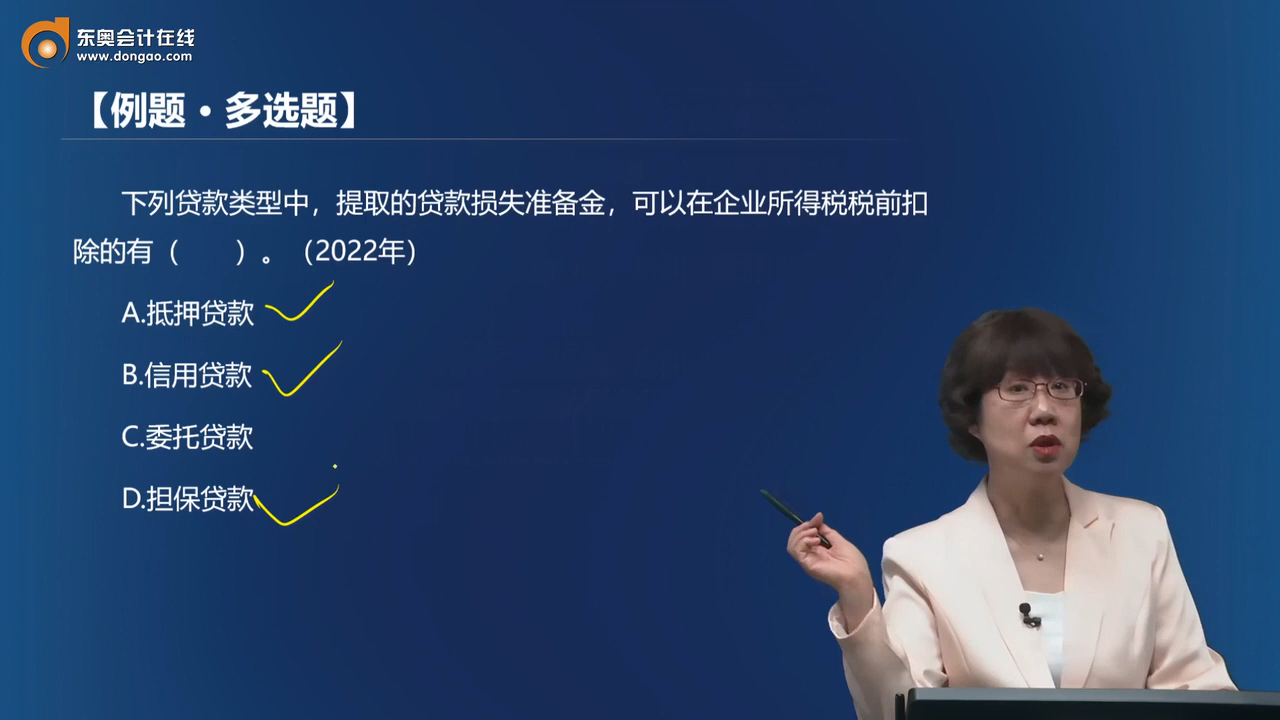 东奥会计在线
www.dongao.com
【例题·多选题】
下列贷款类型中，提取的贷款损失准备金，可以在企业所得税税前扣
除的有（　　）。（2022年）
A.抵押贷款
B.信用贷款
C.委托贷款
D.担保贷款